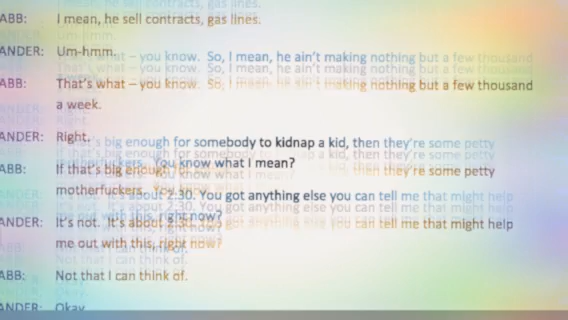 ABB: I mean, he sell contracts, gas lines.
ANDER: Um-hmm.
ABB: That's what – you know. So, I mean, he ain't making nothing but a few thousand
a week.
ANDER: Right.
ABB: If that's big enough for somebody to kidnap a kid, then they're some petty
motherfuckers. You know what I mean?
ANDER: It's not. It's about 2:30. You got anything else you can tell me that might help
me out with this, right now?
ABB: Not that I can think of.
ANDER: Okay